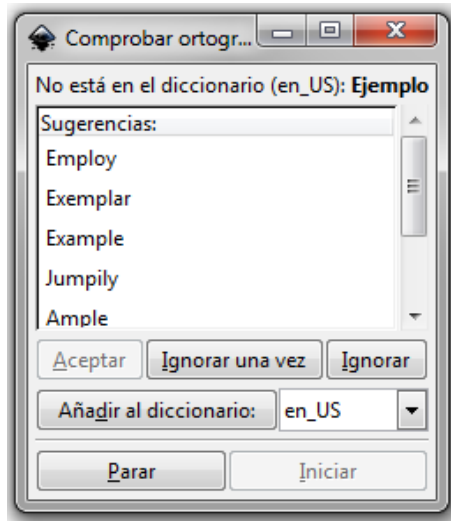 Comprobar ortogr...
No está en el diccionario (en_US): Ejemplo
Sugerencias:
Employ
Exemplar
Example
Jumpily
Ample
Aceptar Ignorar una vez Ignorar
Añadir al diccionario: en_US
Parar Iniciar